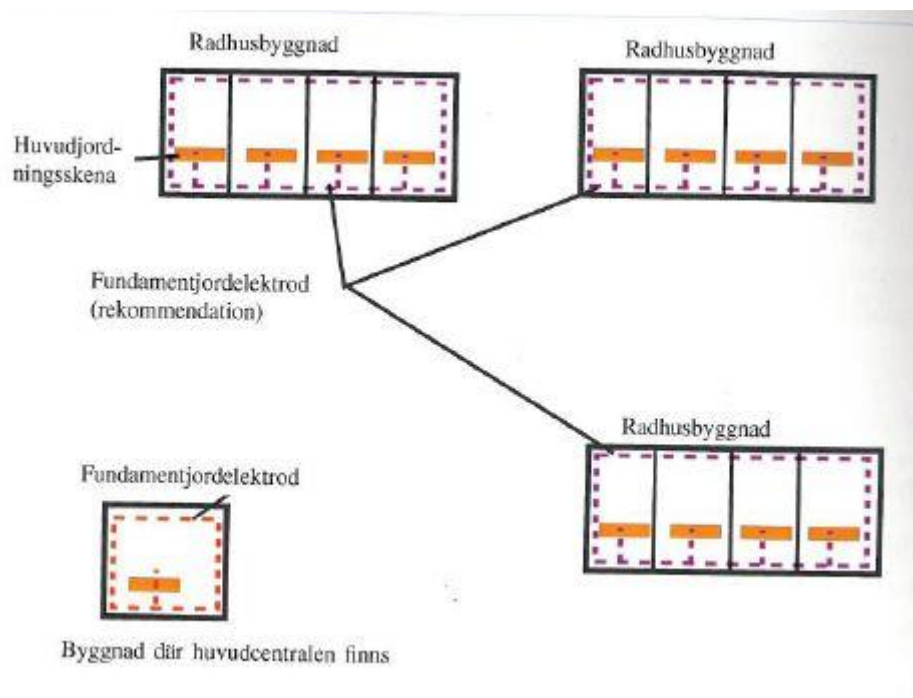 Radhusbyggnad
Radhusbyggnad
Huvudjord-
ningsskena
Fundamentjordelektrod
(rekommendation)
Radhusbyggnad
Fundamentjordelektrod
Byggnad där huvudcentralen finns